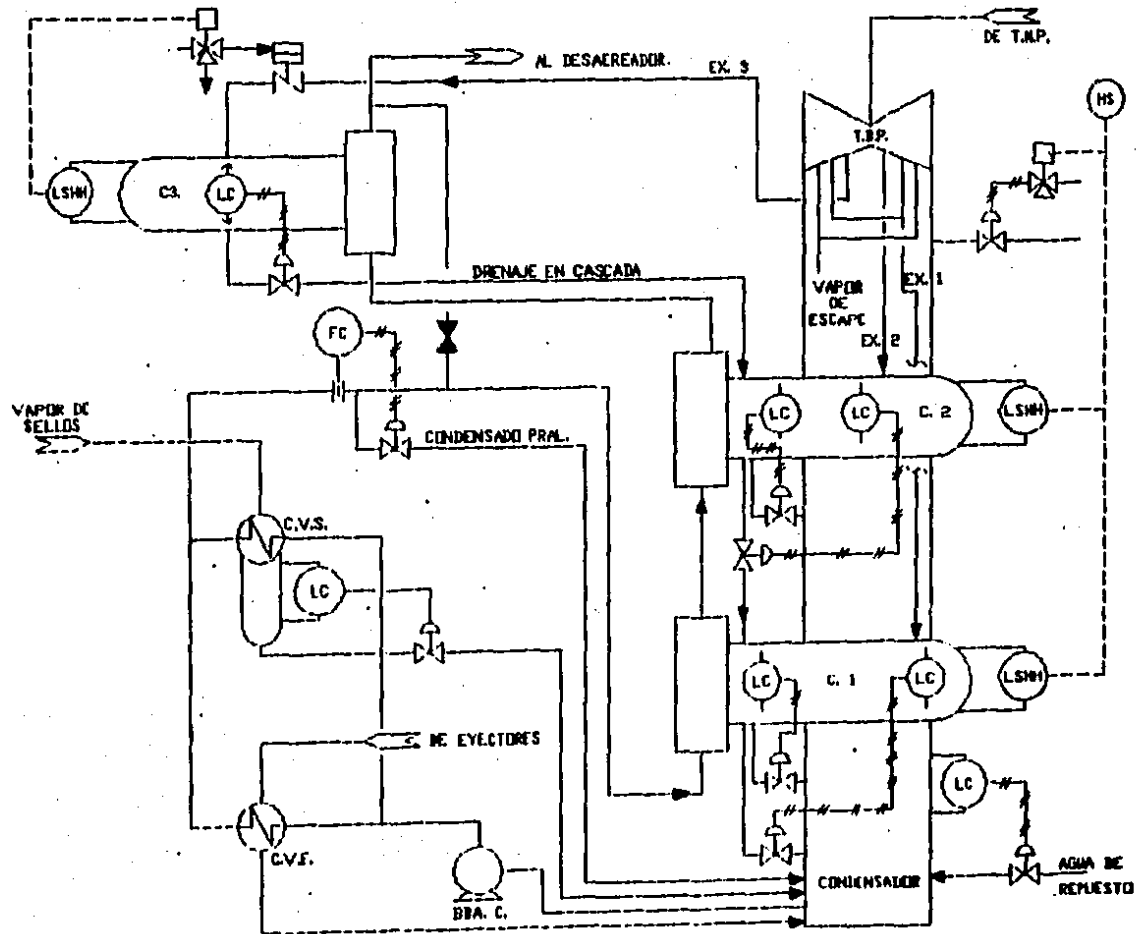 DE T.M.P.
AL DESAEREADOR.
EX. 3
HS
T.B.P.
LSHH
C3.
LC
DRENAJE EN CASCADA
VAPOR
DE
ESCAPE
EX. 1
EX. 2
FC
VAPOR DE
SELLOS
CONDENSADO PRAL.
LC
LC
C. 2
LSHH
C.V.S.
LC
LC
C. 1
LC
LSHH
DE EYECTORES
LC
C.V.E.
BBA. C.
CONDENSADOR
AGUA DE
REPUESTO